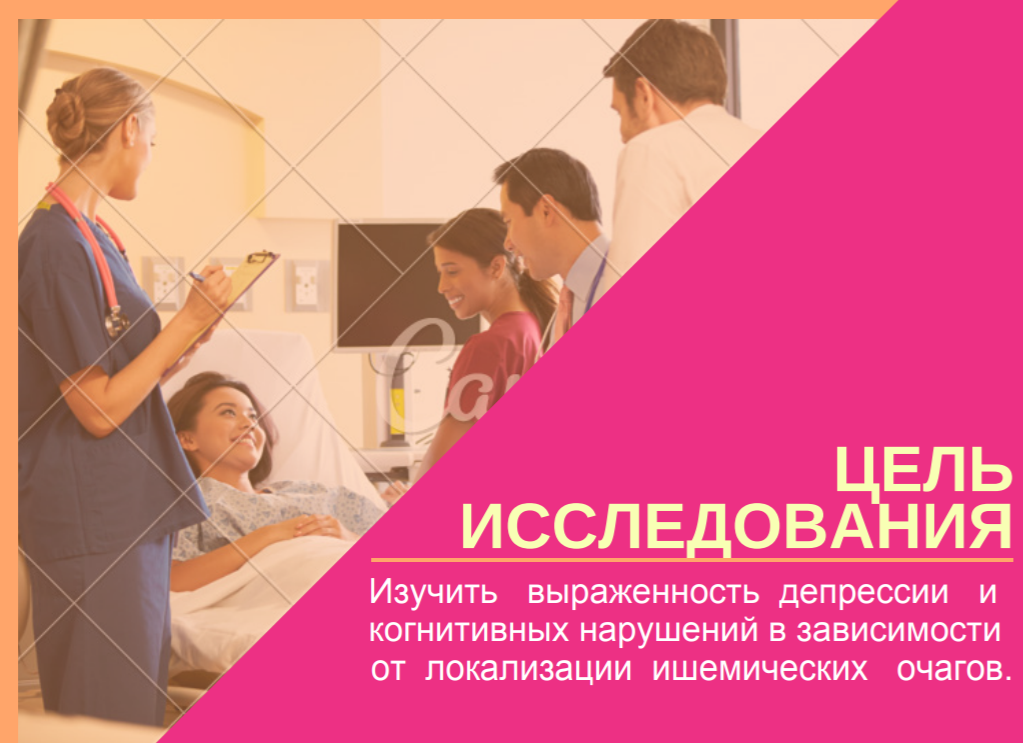 ЦЕЛЬ
ИССЛЕДОВАНИЯ
Изучить выраженность депрессии и
когнитивных нарушений в зависимости
от локализации ишемических очагов.